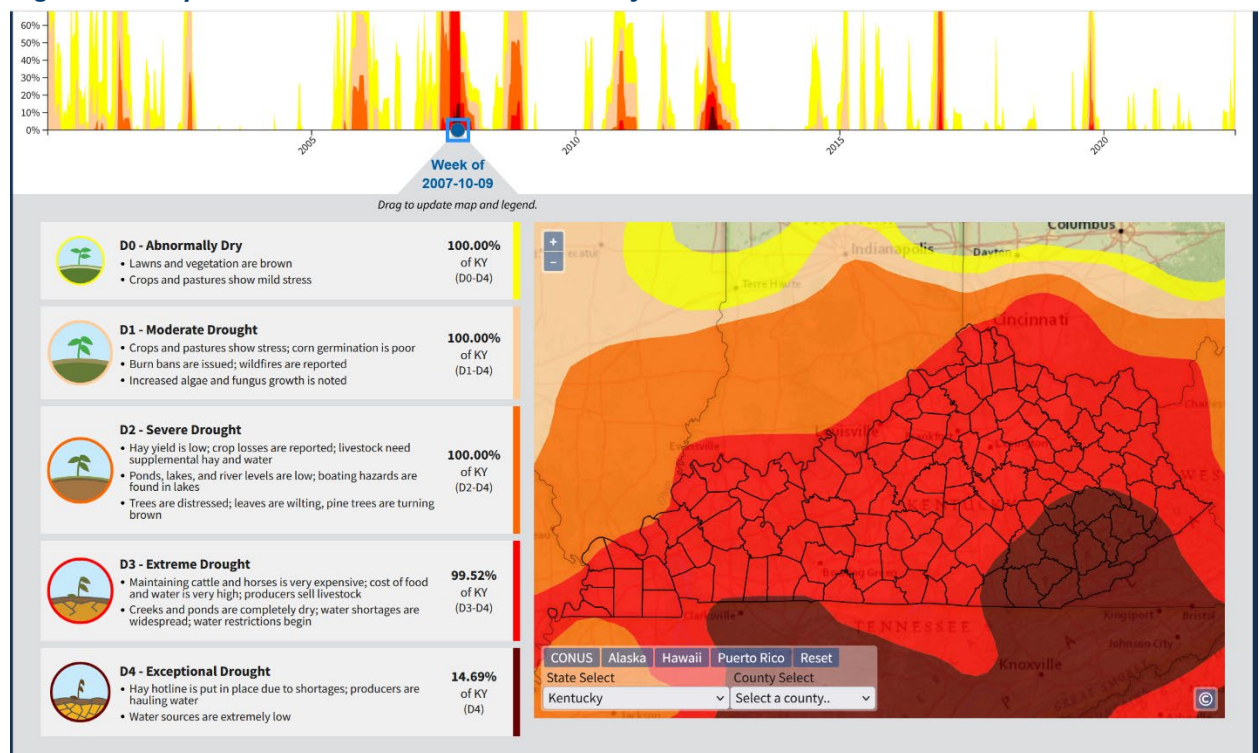 60%
50%
40%
30%
20%
10%
0%
2005
2010
2015
2020
Week of
2007-10-09
Drag to update map and legend.
D0 - Abnormally Dry
• Lawns and vegetation are brown
• Crops and pastures show mild stress
100.00%
of KY
(D0-D4)
D1 - Moderate Drought
• Crops and pastures show stress; corn germination is poor
• Burn bans are issued; wildfires are reported
• Increased algae and fungus growth is noted
100.00%
of KY
(D1-D4)
D2 - Severe Drought
• Hay yield is low; crop losses are reported; livestock need
supplemental hay and water
• Ponds, lakes, and river levels are low; boating hazards are
found in lakes
• Trees are distressed; leaves are wilting, pine trees are turning
brown
100.00%
of KY
(D2-D4)
D3 - Extreme Drought
• Maintaining cattle and horses is very expensive; cost of food
and water is very high; producers sell livestock
• Creeks and ponds are completely dry; water shortages are
widespread; water restrictions begin
99.52%
of KY
(D3-D4)
D4 - Exceptional Drought
• Hay hotline is put in place due to shortages; producers are
hauling water
• Water sources are extremely low
14.69%
of KY
(D4)
+
−
Columbus
Indianapolis
Dayton
Terre Haute
Cincinnati
Louisville
Evansville
KENTUCKY
Bowling Green
Clarksville
TENNESSEE
Kingsport
Bristol
Johnson City
Knoxville
CONUS Alaska Hawaii Puerto Rico Reset
State Select County Select
Kentucky Select a county..
©